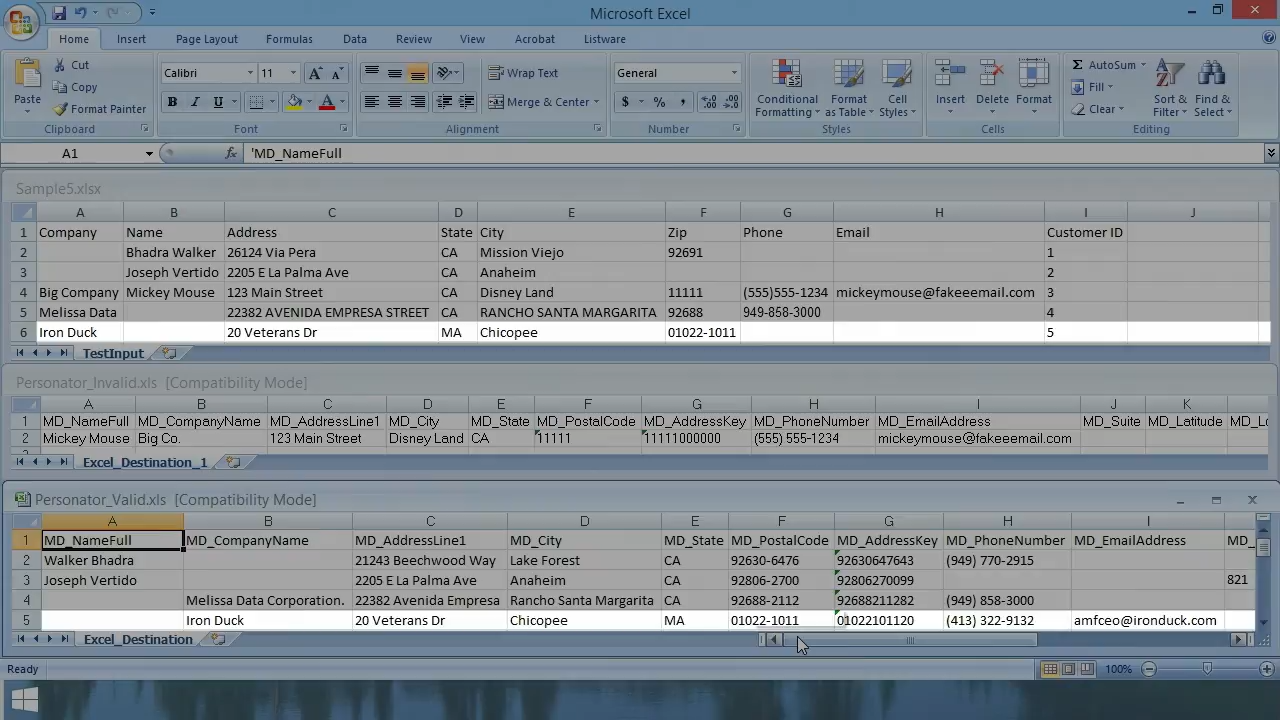 Microsoft Excel
Home Insert Page Layout Formulas Data Review View Acrobat Listware
Paste Cut Copy Format Painter Clipboard
Calibri 11 B I U Font
Wrap Text Merge & Center Alignment
General $ % , Number
Conditional Formatting Format as Table Cell Styles Styles
Insert Delete Format Cells
AutoSum Fill Clear Sort & Filter Find & Select Editing
A1 fx 'MD_NameFull
Sample5.xlsx
A B C D E F G H I J
1 Company Name Address State City Zip Phone Email Customer ID
2 Bhadra Walker 26124 Via Pera CA Mission Viejo 92691 1
3 Joseph Vertido 2205 E La Palma Ave CA Anaheim 2
4 Big Company Mickey Mouse 123 Main Street CA Disney Land 11111 (555)555-1234 mickeymouse@fakeeemail.com 3
5 Melissa Data 22382 AVENIDA EMPRESA STREET CA RANCHO SANTA MARGARITA 92688 949-858-3000 4
6 Iron Duck 20 Veterans Dr MA Chicopee 01022-1011 5
TestInput
Personator_Invalid.xls [Compatibility Mode]
A B C D E F G H I J K
1 MD_NameFull MD_CompanyName MD_AddressLine1 MD_City MD_State MD_PostalCode MD_AddressKey MD_PhoneNumber MD_EmailAddress MD_Suite MD_Latitude MD_Lo
2 Mickey Mouse Big Co. 123 Main Street Disney Land CA 11111 11111000000 (555) 555-1234 mickeymouse@fakeeemail.com
Excel_Destination_1
Personator_Valid.xls [Compatibility Mode]
A B C D E F G H I
1 MD_NameFull MD_CompanyName MD_AddressLine1 MD_City MD_State MD_PostalCode MD_AddressKey MD_PhoneNumber MD_EmailAddress MD_
2 Walker Bhadra 21243 Beechwood Way Lake Forest CA 92630-6476 92630647643 (949) 770-2915
3 Joseph Vertido 2205 E La Palma Ave Anaheim CA 92806-2700 92806270099 821
4 Melissa Data Corporation. 22382 Avenida Empresa Rancho Santa Margarita CA 92688-2112 92688211282 (949) 858-3000
5 Iron Duck 20 Veterans Dr Chicopee MA 01022-1011 01022101120 (413) 322-9132 amfceo@ironduck.com
Excel_Destination
Ready 100%